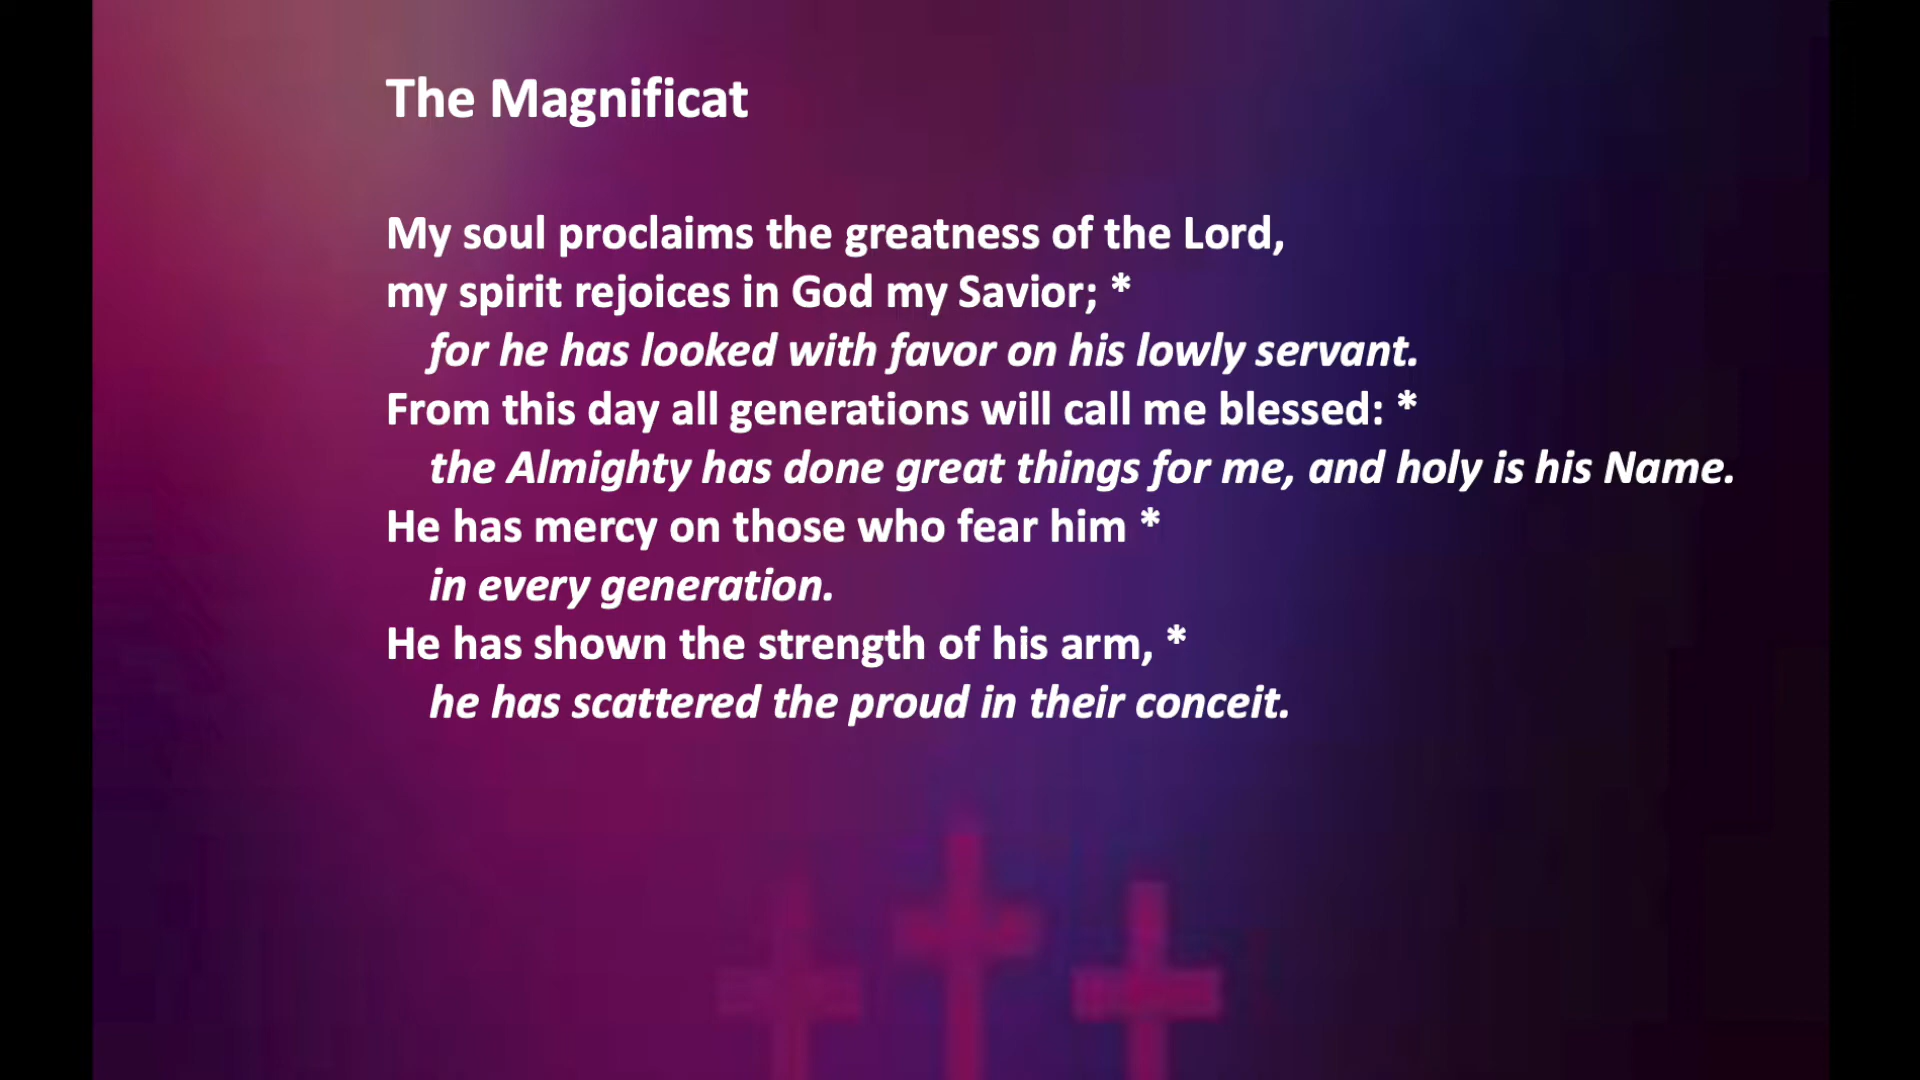 The Magnificat
My soul proclaims the greatness of the Lord,
my spirit rejoices in God my Savior; *
for he has looked with favor on his lowly servant.
From this day all generations will call me blessed: *
the Almighty has done great things for me, and holy is his Name.
He has mercy on those who fear him *
in every generation.
He has shown the strength of his arm, *
he has scattered the proud in their conceit.